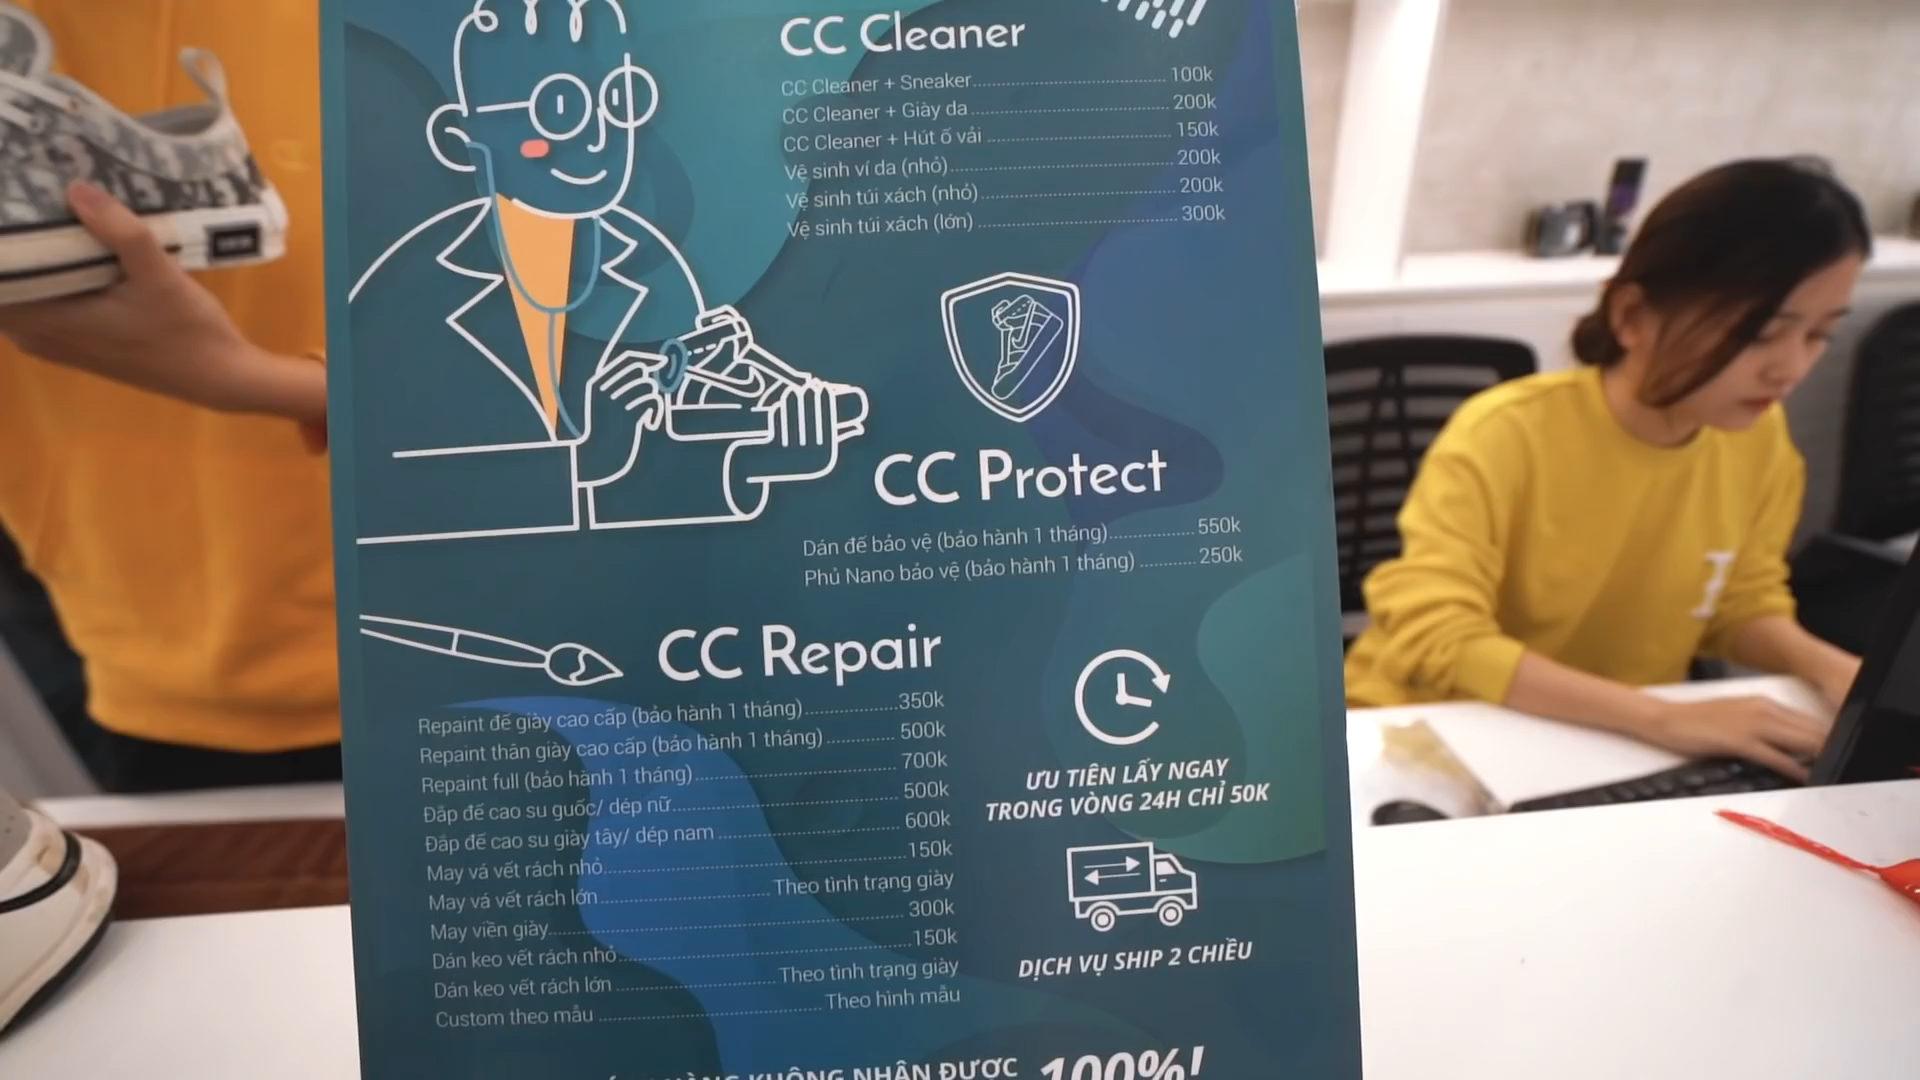 CC Cleaner
CC Cleaner + Sneaker 100k
CC Cleaner + Giày da 200k
CC Cleaner + Hút ố vải 150k
Vệ sinh ví da (nhỏ) 200k
Vệ sinh túi xách (nhỏ) 200k
Vệ sinh túi xách (lớn) 300k
CC Protect
Dán đế bảo vệ (bảo hành 1 tháng) 550k
Phủ Nano bảo vệ (bảo hành 1 tháng) 250k
CC Repair
Repaint đế giày cao cấp (bảo hành 1 tháng) 350k
Repaint thân giày cao cấp (bảo hành 1 tháng) 500k
Repaint full (bảo hành 1 tháng) 700k
Đắp đế cao su guốc/ dép nữ 500k
Đắp đế cao su giày tây/ dép nam 600k
May vá vết rách nhỏ 150k
May vá vết rách lớn Theo tình trạng giày
May viền giày 300k
Dán keo vết rách nhỏ 150k
Dán keo vết rách lớn Theo tình trạng giày
Custom theo mẫu Theo hình mẫu
ƯU TIÊN LẤY NGAY
TRONG VÒNG 24H CHỈ 50K
DỊCH VỤ SHIP 2 CHIỀU
KHÔNG NHẬN ĐƯỢC 100%!